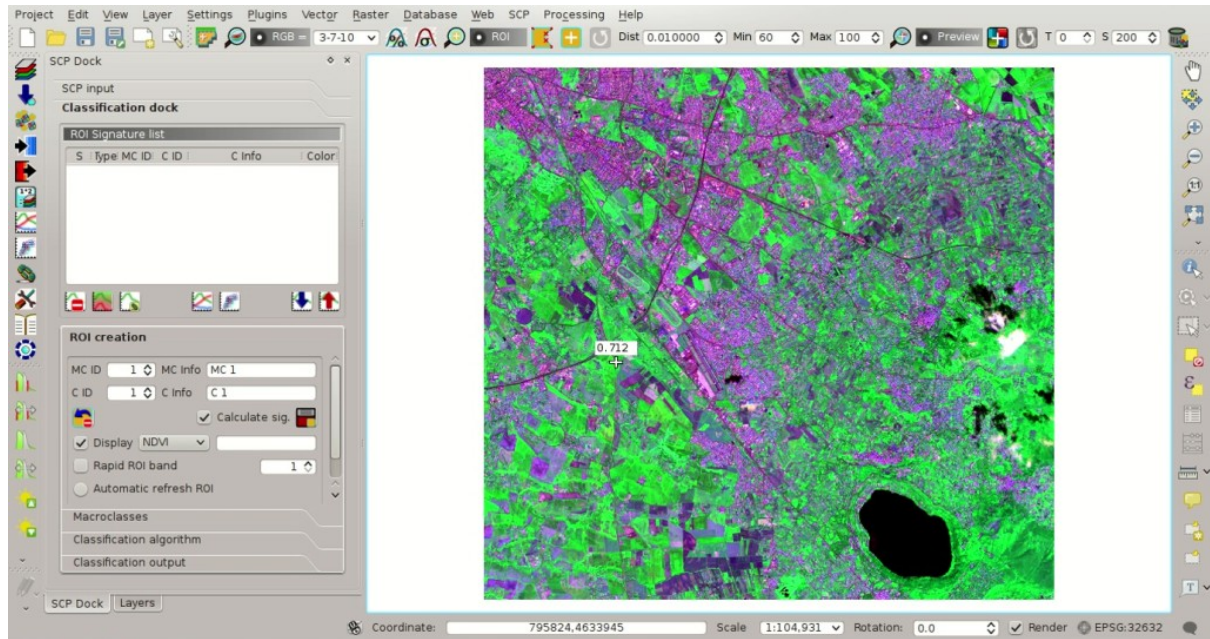 Project Edit View Layer Settings Plugins Vector Raster Database Web SCP Processing Help
RGB = 3-7-10 ROI Dist 0.010000 Min 60 Max 100 Preview T 0 S 200
SCP Dock
SCP input
Classification dock
ROI Signature list
S Type MC ID C ID C Info Color
ROI creation
MC ID 1 MC Info MC 1
C ID 1 C Info C 1
Calculate sig.
Display NDVI
Rapid ROI band 1
Automatic refresh ROI
Macroclasses
Classification algorithm
Classification output
SCP Dock Layers
0.712
Coordinate: 795824,4633945 Scale 1:104,931 Rotation: 0.0 Render EPSG:32632